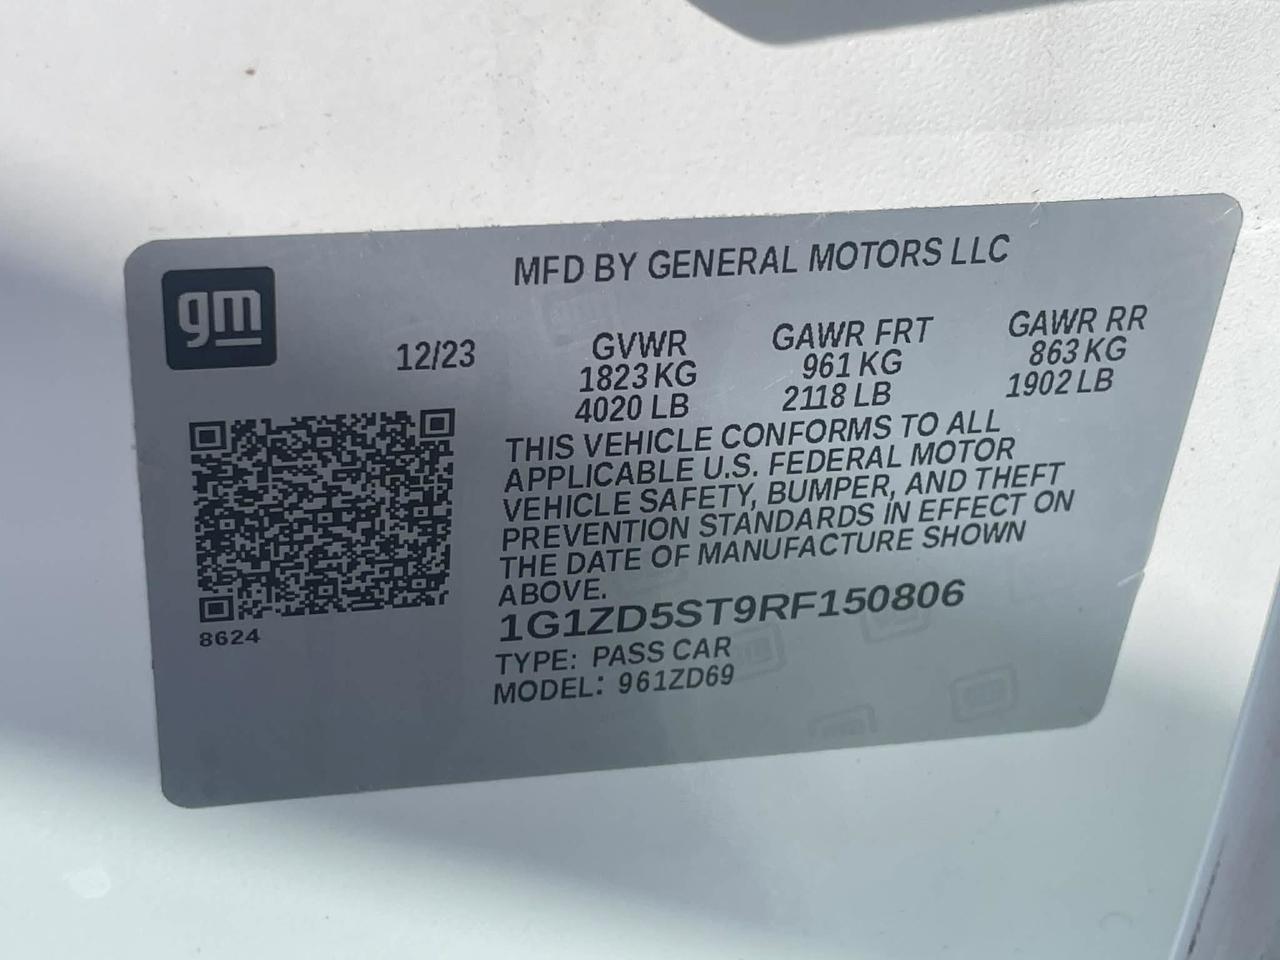 MFD BY GENERAL MOTORS LLC
gm
12/23
GVWR
1823 KG
4020 LB
GAWR FRT
961 KG
2118 LB
GAWR RR
863 KG
1902 LB
THIS VEHICLE CONFORMS TO ALL
APPLICABLE U.S. FEDERAL MOTOR
VEHICLE SAFETY, BUMPER, AND THEFT
PREVENTION STANDARDS IN EFFECT ON
THE DATE OF MANUFACTURE SHOWN
ABOVE.
1G1ZD5ST9RF150806
TYPE: PASS CAR
MODEL: 961ZD69
8624